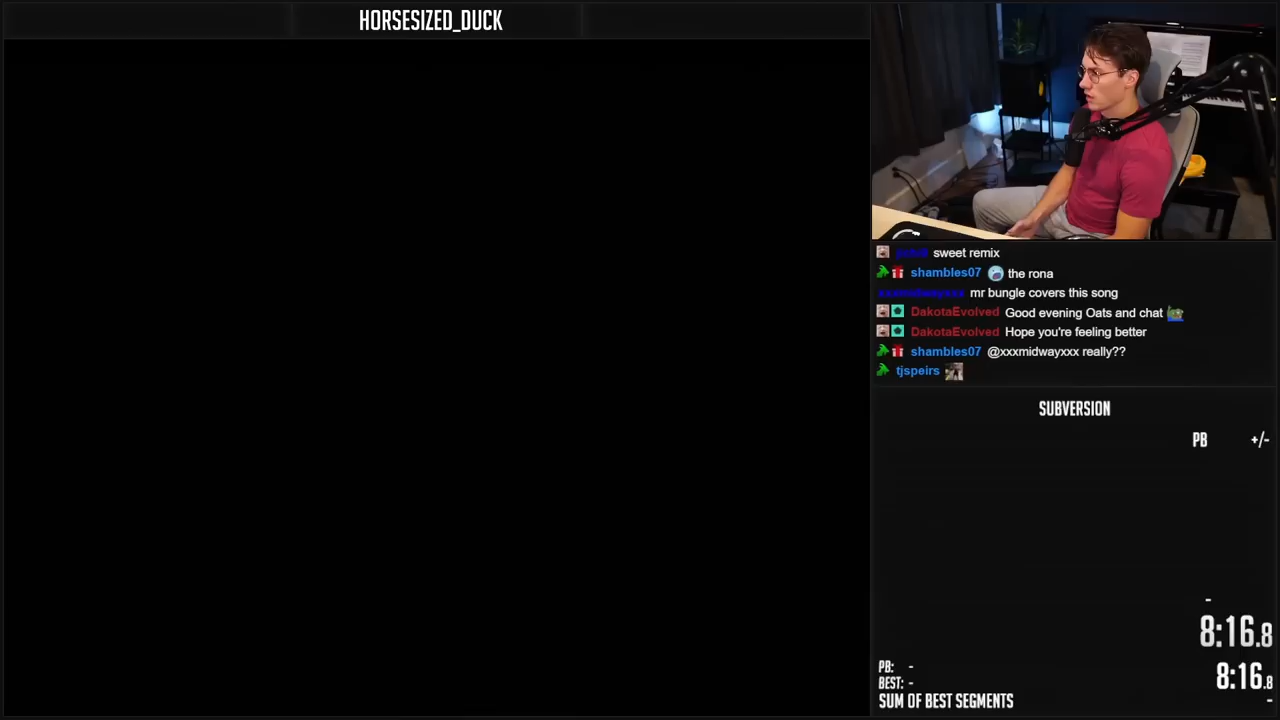 HORSESIZED_DUCK
sweet remix
shambles07 the rona
xxxmidwayxxx mr bungle covers this song
DakotaEvolved Good evening Oats and chat
DakotaEvolved Hope you're feeling better
shambles07 @xxxmidwayxxx really??
tjspeirs
SUBVERSION
PB +/-
-
8:16.8
PB: -
8:16.8
BEST: -
SUM OF BEST SEGMENTS -